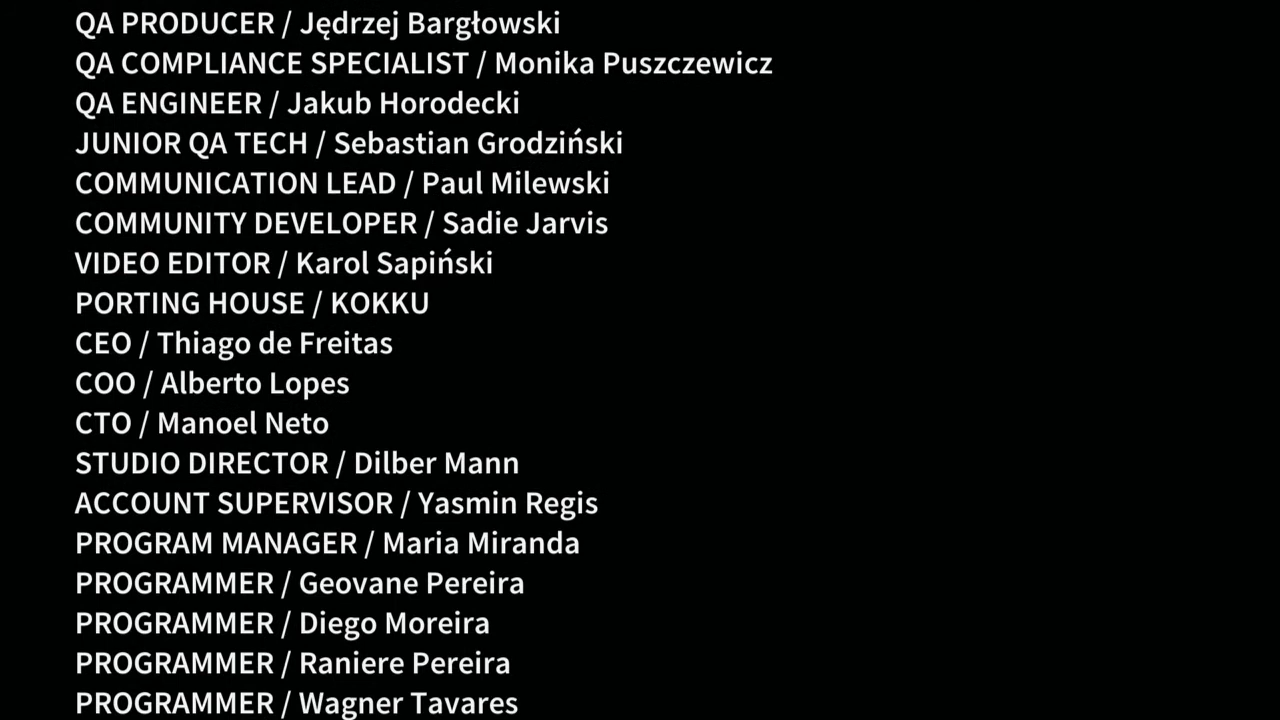 QA PRODUCER / Jędrzej Bargłowski
QA COMPLIANCE SPECIALIST / Monika Puszczewicz
QA ENGINEER / Jakub Horodecki
JUNIOR QA TECH / Sebastian Grodziński
COMMUNICATION LEAD / Paul Milewski
COMMUNITY DEVELOPER / Sadie Jarvis
VIDEO EDITOR / Karol Sapiński
PORTING HOUSE / KOKKU
CEO / Thiago de Freitas
COO / Alberto Lopes
CTO / Manoel Neto
STUDIO DIRECTOR / Dilber Mann
ACCOUNT SUPERVISOR / Yasmin Regis
PROGRAM MANAGER / Maria Miranda
PROGRAMMER / Geovane Pereira
PROGRAMMER / Diego Moreira
PROGRAMMER / Raniere Pereira
PROGRAMMER / Wagner Tavares